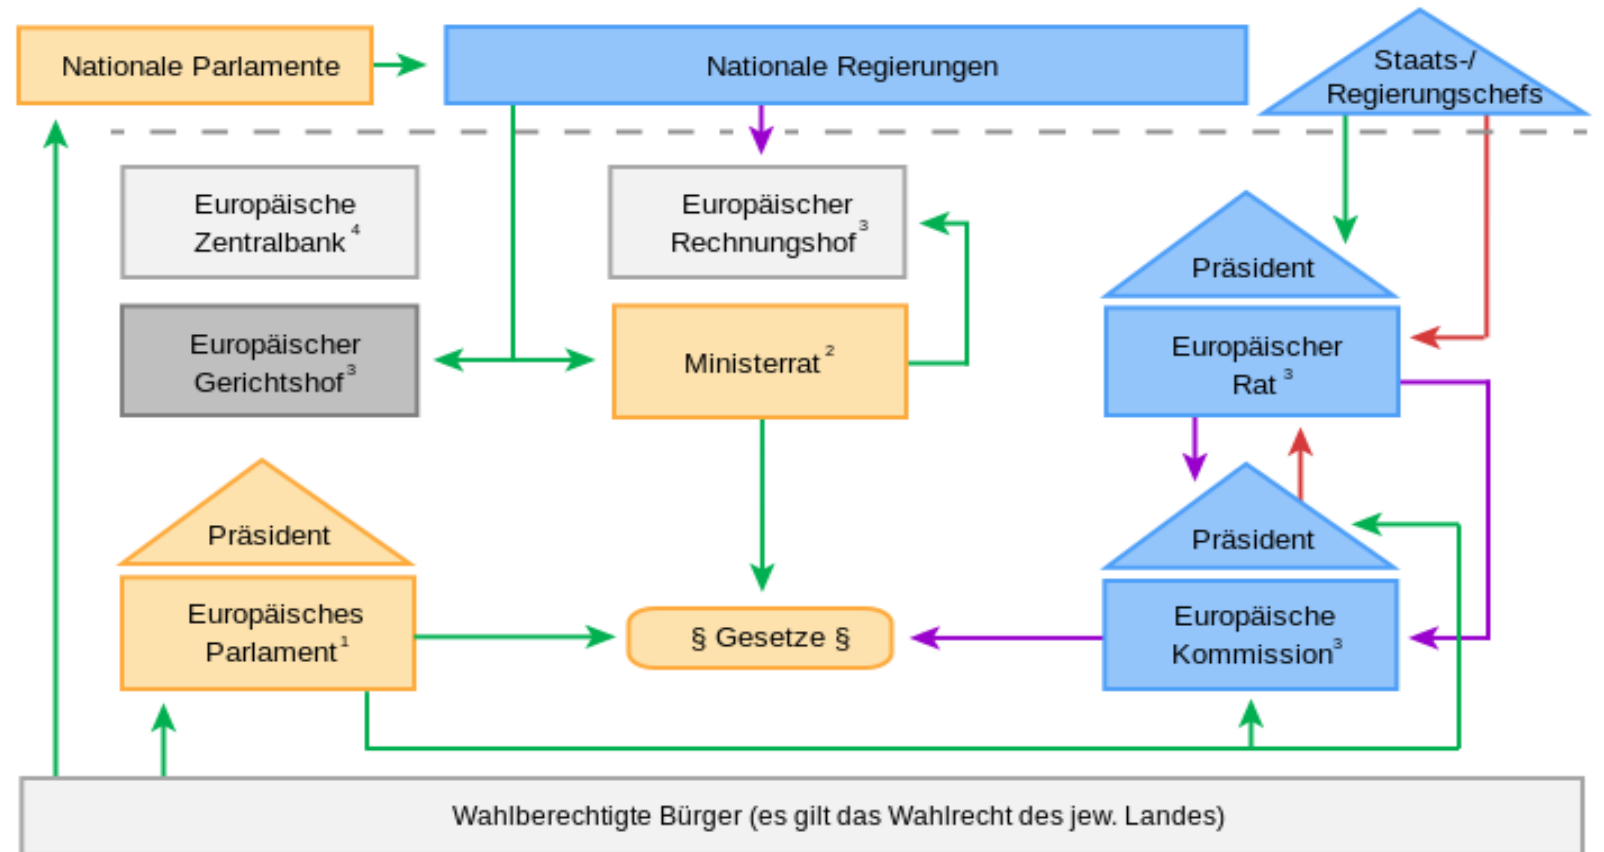 Nationale Parlamente
Nationale Regierungen
Staats-/
Regierungschefs
Europäische
Zentralbank 4
Europäischer
Rechnungshof 3
Präsident
Europäischer
Gerichtshof 3
Ministerrat 2
Europäischer
Rat 3
Präsident
Präsident
Europäisches
Parlament 1
§ Gesetze §
Europäische
Kommission 3
Wahlberechtigte Bürger (es gilt das Wahlrecht des jew. Landes)